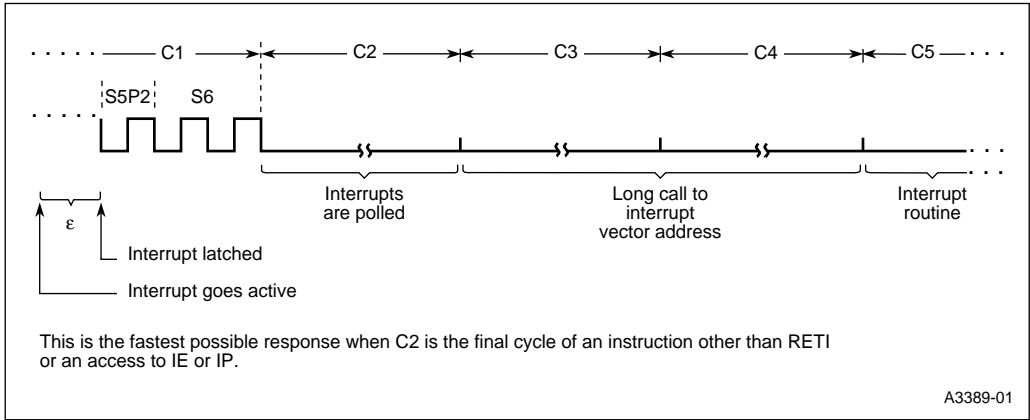 C1 C2 C3 C4 C5
S5P2 S6
Interrupts
are polled
Long call to
interrupt
vector address
Interrupt
routine
ε
Interrupt latched
Interrupt goes active
This is the fastest possible response when C2 is the final cycle of an instruction other than RETI
or an access to IE or IP.
A3389-01